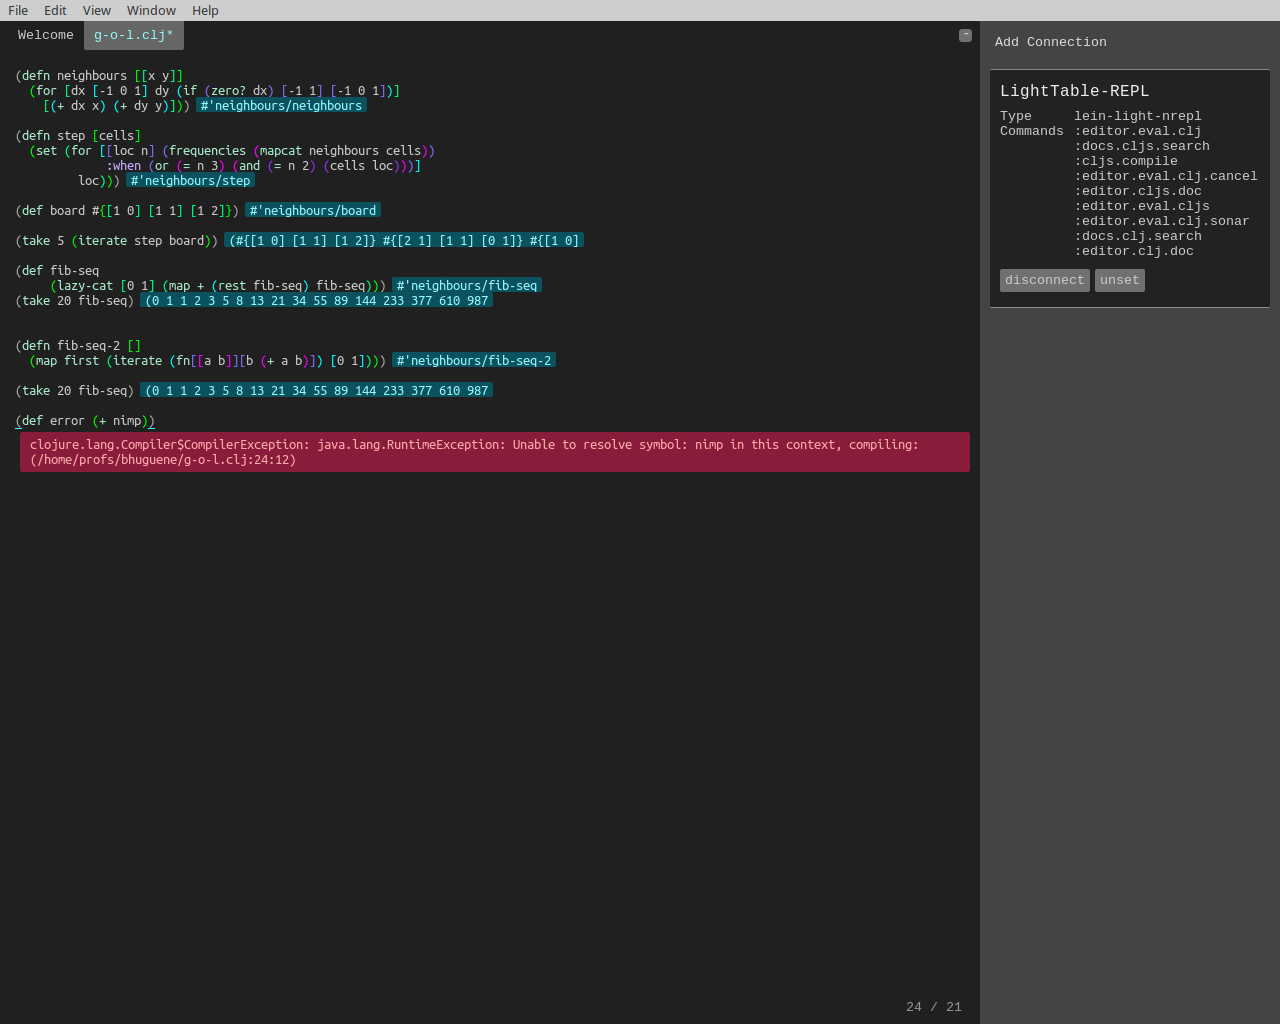 File Edit View Window Help
Welcome g-o-l.clj* –
(defn neighbours [[x y]]
  (for [dx [-1 0 1] dy (if (zero? dx) [-1 1] [-1 0 1])]
    [(+ dx x) (+ dy y)])) #'neighbours/neighbours
(defn step [cells]
  (set (for [[loc n] (frequencies (mapcat neighbours cells))
             :when (or (= n 3) (and (= n 2) (cells loc)))]
         loc))) #'neighbours/step
(def board #{[1 0] [1 1] [1 2]}) #'neighbours/board
(take 5 (iterate step board)) (#{[1 0] [1 1] [1 2]} #{[2 1] [1 1] [0 1]} #{[1 0]
(def fib-seq
     (lazy-cat [0 1] (map + (rest fib-seq) fib-seq))) #'neighbours/fib-seq
(take 20 fib-seq) (0 1 1 2 3 5 8 13 21 34 55 89 144 233 377 610 987
(defn fib-seq-2 []
  (map first (iterate (fn[[a b]][b (+ a b)]) [0 1]))) #'neighbours/fib-seq-2
(take 20 fib-seq) (0 1 1 2 3 5 8 13 21 34 55 89 144 233 377 610 987
(def error (+ nimp))
clojure.lang.Compiler$CompilerException: java.lang.RuntimeException: Unable to resolve symbol: nimp in this context, compiling:
(/home/profs/bhuguene/g-o-l.clj:24:12)
24 / 21
Add Connection
LightTable-REPL
Type lein-light-nrepl
Commands :editor.eval.clj
:docs.cljs.search
:cljs.compile
:editor.eval.clj.cancel
:editor.cljs.doc
:editor.eval.cljs
:editor.eval.clj.sonar
:docs.clj.search
:editor.clj.doc
disconnect unset